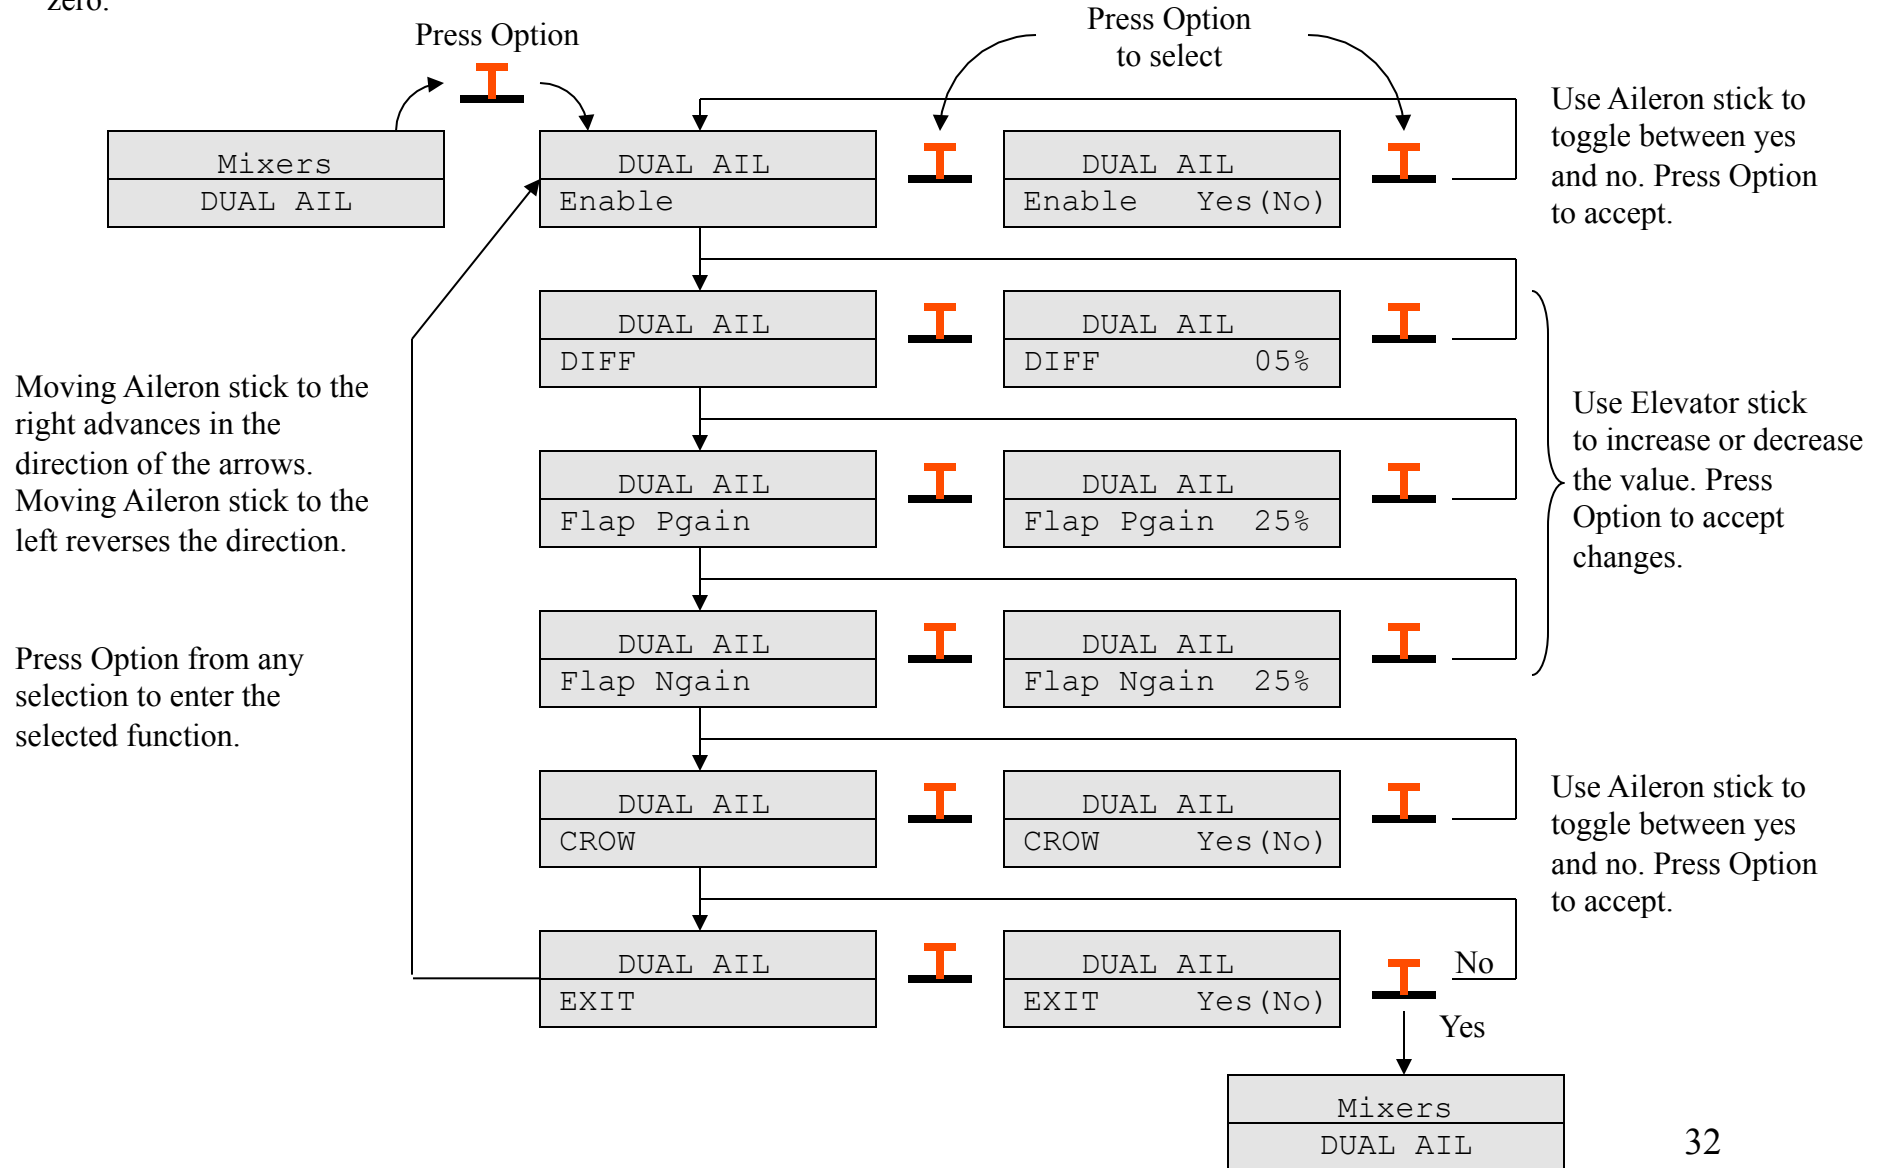 zero.
Press Option
Press Option
to select
Mixers
DUAL AIL
DUAL AIL
Enable
DUAL AIL
Enable Yes(No)
Use Aileron stick to
toggle between yes
and no. Press Option
to accept.
DUAL AIL
DIFF
DUAL AIL
DIFF 05%
Moving Aileron stick to the
right advances in the
direction of the arrows.
Moving Aileron stick to the
left reverses the direction.
DUAL AIL
Flap Pgain
DUAL AIL
Flap Pgain 25%
Use Elevator stick
to increase or decrease
the value. Press
Option to accept
changes.
Press Option from any
selection to enter the
selected function.
DUAL AIL
Flap Ngain
DUAL AIL
Flap Ngain 25%
DUAL AIL
CROW
DUAL AIL
CROW Yes(No)
Use Aileron stick to
toggle between yes
and no. Press Option
to accept.
DUAL AIL
EXIT
DUAL AIL
EXIT Yes(No)
No
Yes
Mixers
DUAL AIL
32